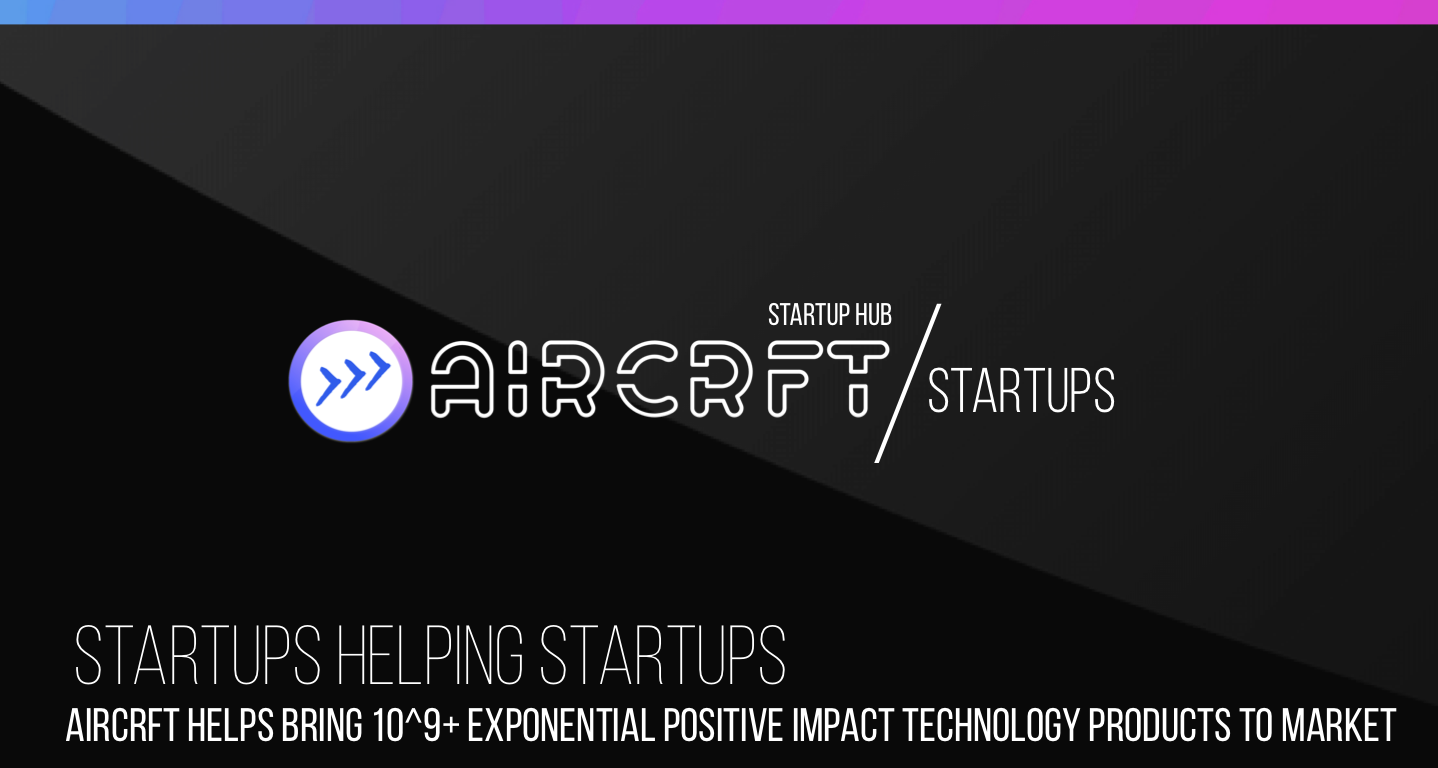 STARTUP HUB
AIRCRFT/STARTUPS
STARTUPS HELPING STARTUPS
AIRCRFT HELPS BRING 10^9+ EXPONENTIAL POSITIVE IMPACT TECHNOLOGY PRODUCTS TO MARKET